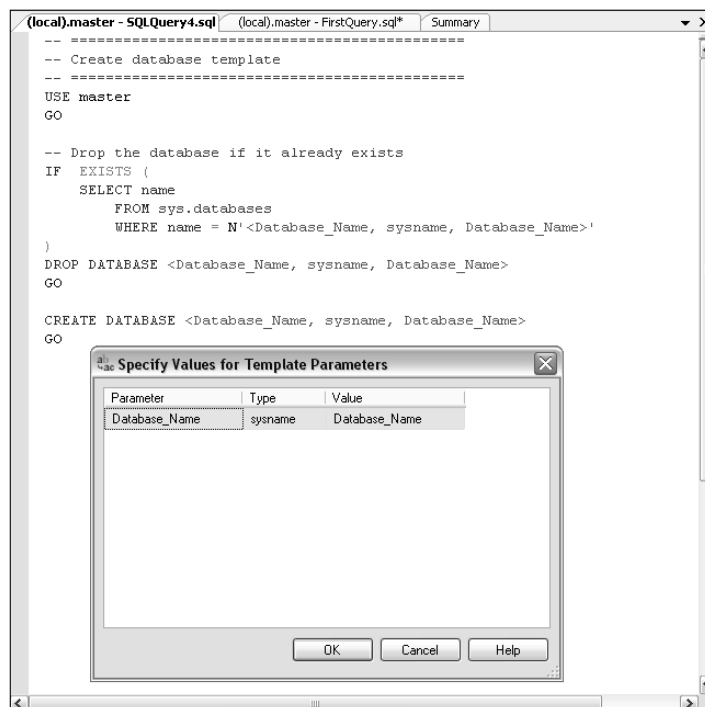 (local).master - SQLQuery4.sql (local).master - FirstQuery.sql* Summary
-- =============================================
-- Create database template
-- =============================================
USE master
GO
-- Drop the database if it already exists
IF EXISTS (
SELECT name
FROM sys.databases
WHERE name = N'<Database_Name, sysname, Database_Name>'
)
DROP DATABASE <Database_Name, sysname, Database_Name>
GO
CREATE DATABASE <Database_Name, sysname, Database_Name>
GO
Specify Values for Template Parameters
Parameter Type Value
Database_Name sysname Database_Name
OK Cancel Help